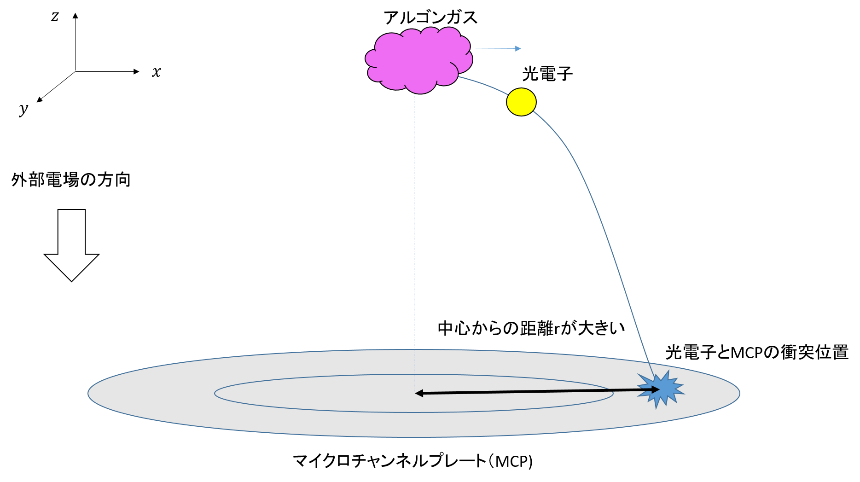 アルゴンガス
z
光電子
x
y
外部電場の方向
中心からの距離rが大きい
光電子とMCPの衝突位置
マイクロチャンネルプレート(MCP)